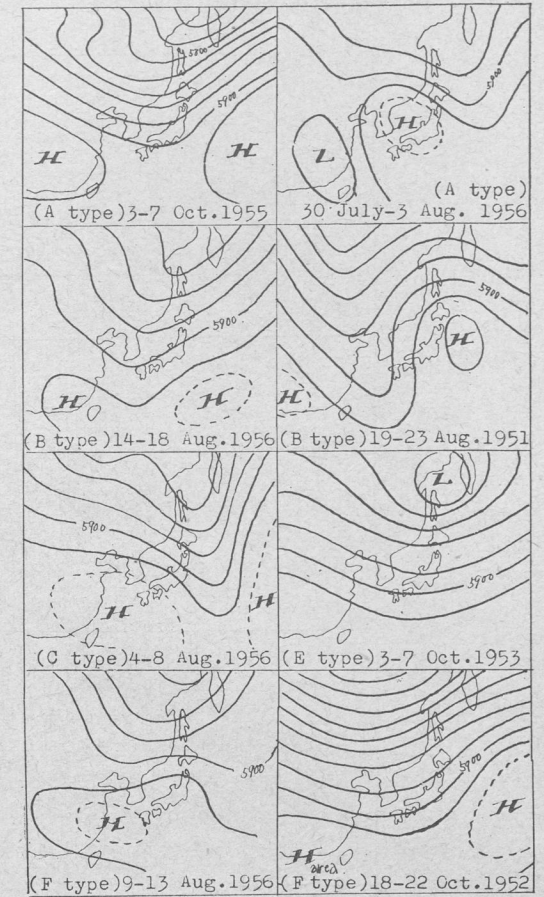 5800
5900
H
H
(A type)3-7 Oct.1955
5900
H
L
(A type)
30 July-3 Aug. 1956
5900
H
H
(B type)14-18 Aug.1956
5900
H
H
(B type)19-23 Aug.1951
5900
H
H
(C type)4-8 Aug.1956
L
5900
(E type)3-7 Oct.1953
5900
H
(F type)9-13 Aug.1956
5900
H
H
area
(F type)18-22 Oct.1952